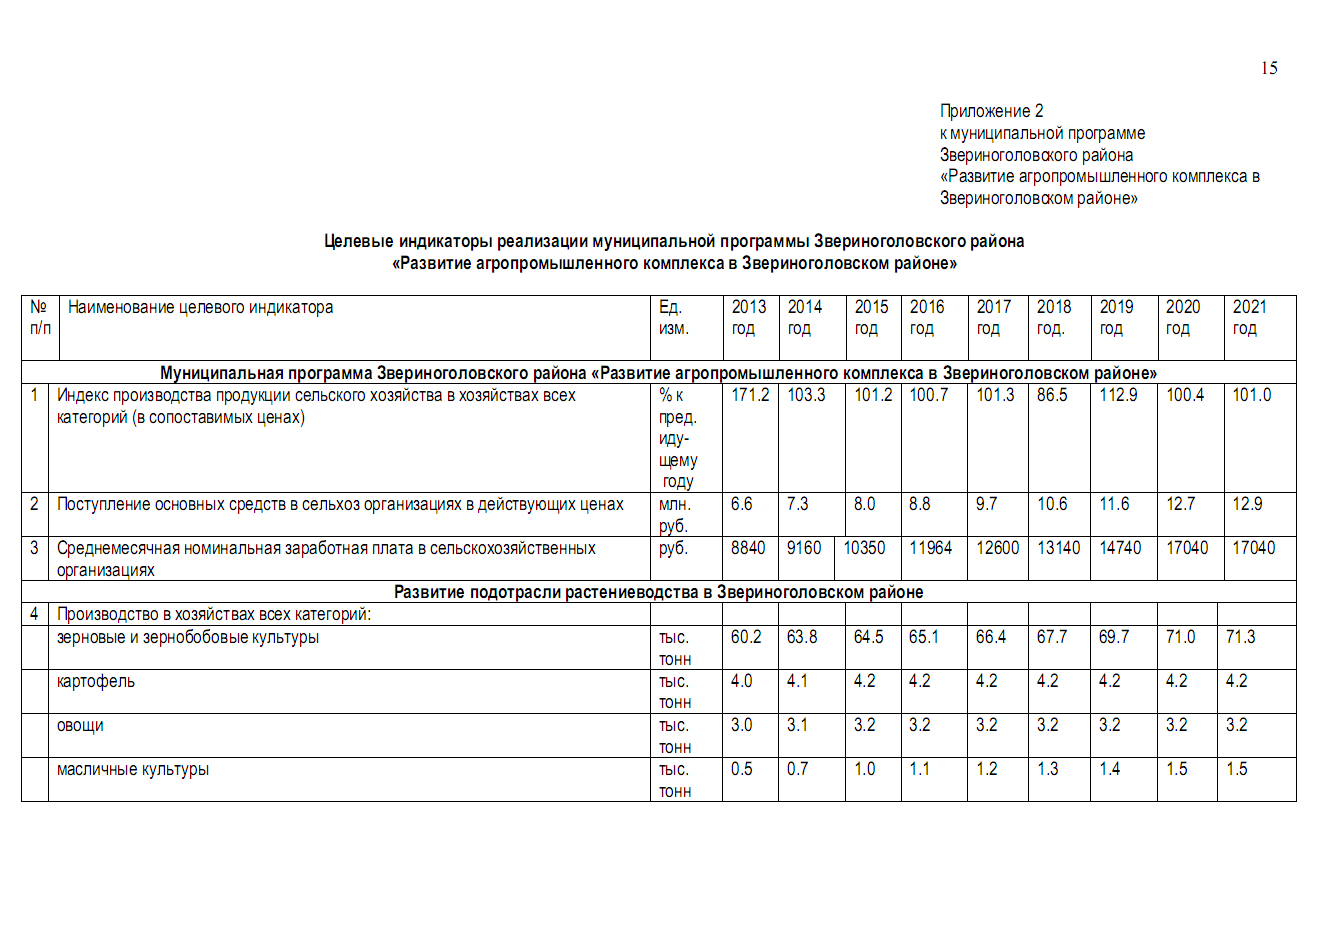 15
Приложение 2
к муниципальной программе
Звериноголовского района
«Развитие агропромышленного комплекса в
Звериноголовском районе»
Целевые индикаторы реализации муниципальной программы Звериноголовского района
«Развитие агропромышленного комплекса в Звериноголовском районе»
№ Наименование целевого индикатора Ед. 2013 2014 2015 2016 2017 2018 2019 2020 2021
п/п изм. год год год год год год. год год год
Муниципальная программа Звериноголовского района «Развитие агропромышленного комплекса в Звериноголовском районе»
1 Индекс производства продукции сельского хозяйства в хозяйствах всех % к 171.2 103.3 101.2 100.7 101.3 86.5 112.9 100.4 101.0
категорий (в сопоставимых ценах) пред.
иду-
щему
году
2 Поступление основных средств в сельхоз организациях в действующих ценах млн. 6.6 7.3 8.0 8.8 9.7 10.6 11.6 12.7 12.9
руб.
3 Среднемесячная номинальная заработная плата в сельскохозяйственных руб. 8840 9160 10350 11964 12600 13140 14740 17040 17040
организациях
Развитие подотрасли растениеводства в Звериноголовском районе
4 Производство в хозяйствах всех категорий:
зерновые и зернобобовые культуры тыс. 60.2 63.8 64.5 65.1 66.4 67.7 69.7 71.0 71.3
тонн
картофель тыс. 4.0 4.1 4.2 4.2 4.2 4.2 4.2 4.2 4.2
тонн
овощи тыс. 3.0 3.1 3.2 3.2 3.2 3.2 3.2 3.2 3.2
тонн
масличные культуры тыс. 0.5 0.7 1.0 1.1 1.2 1.3 1.4 1.5 1.5
тонн